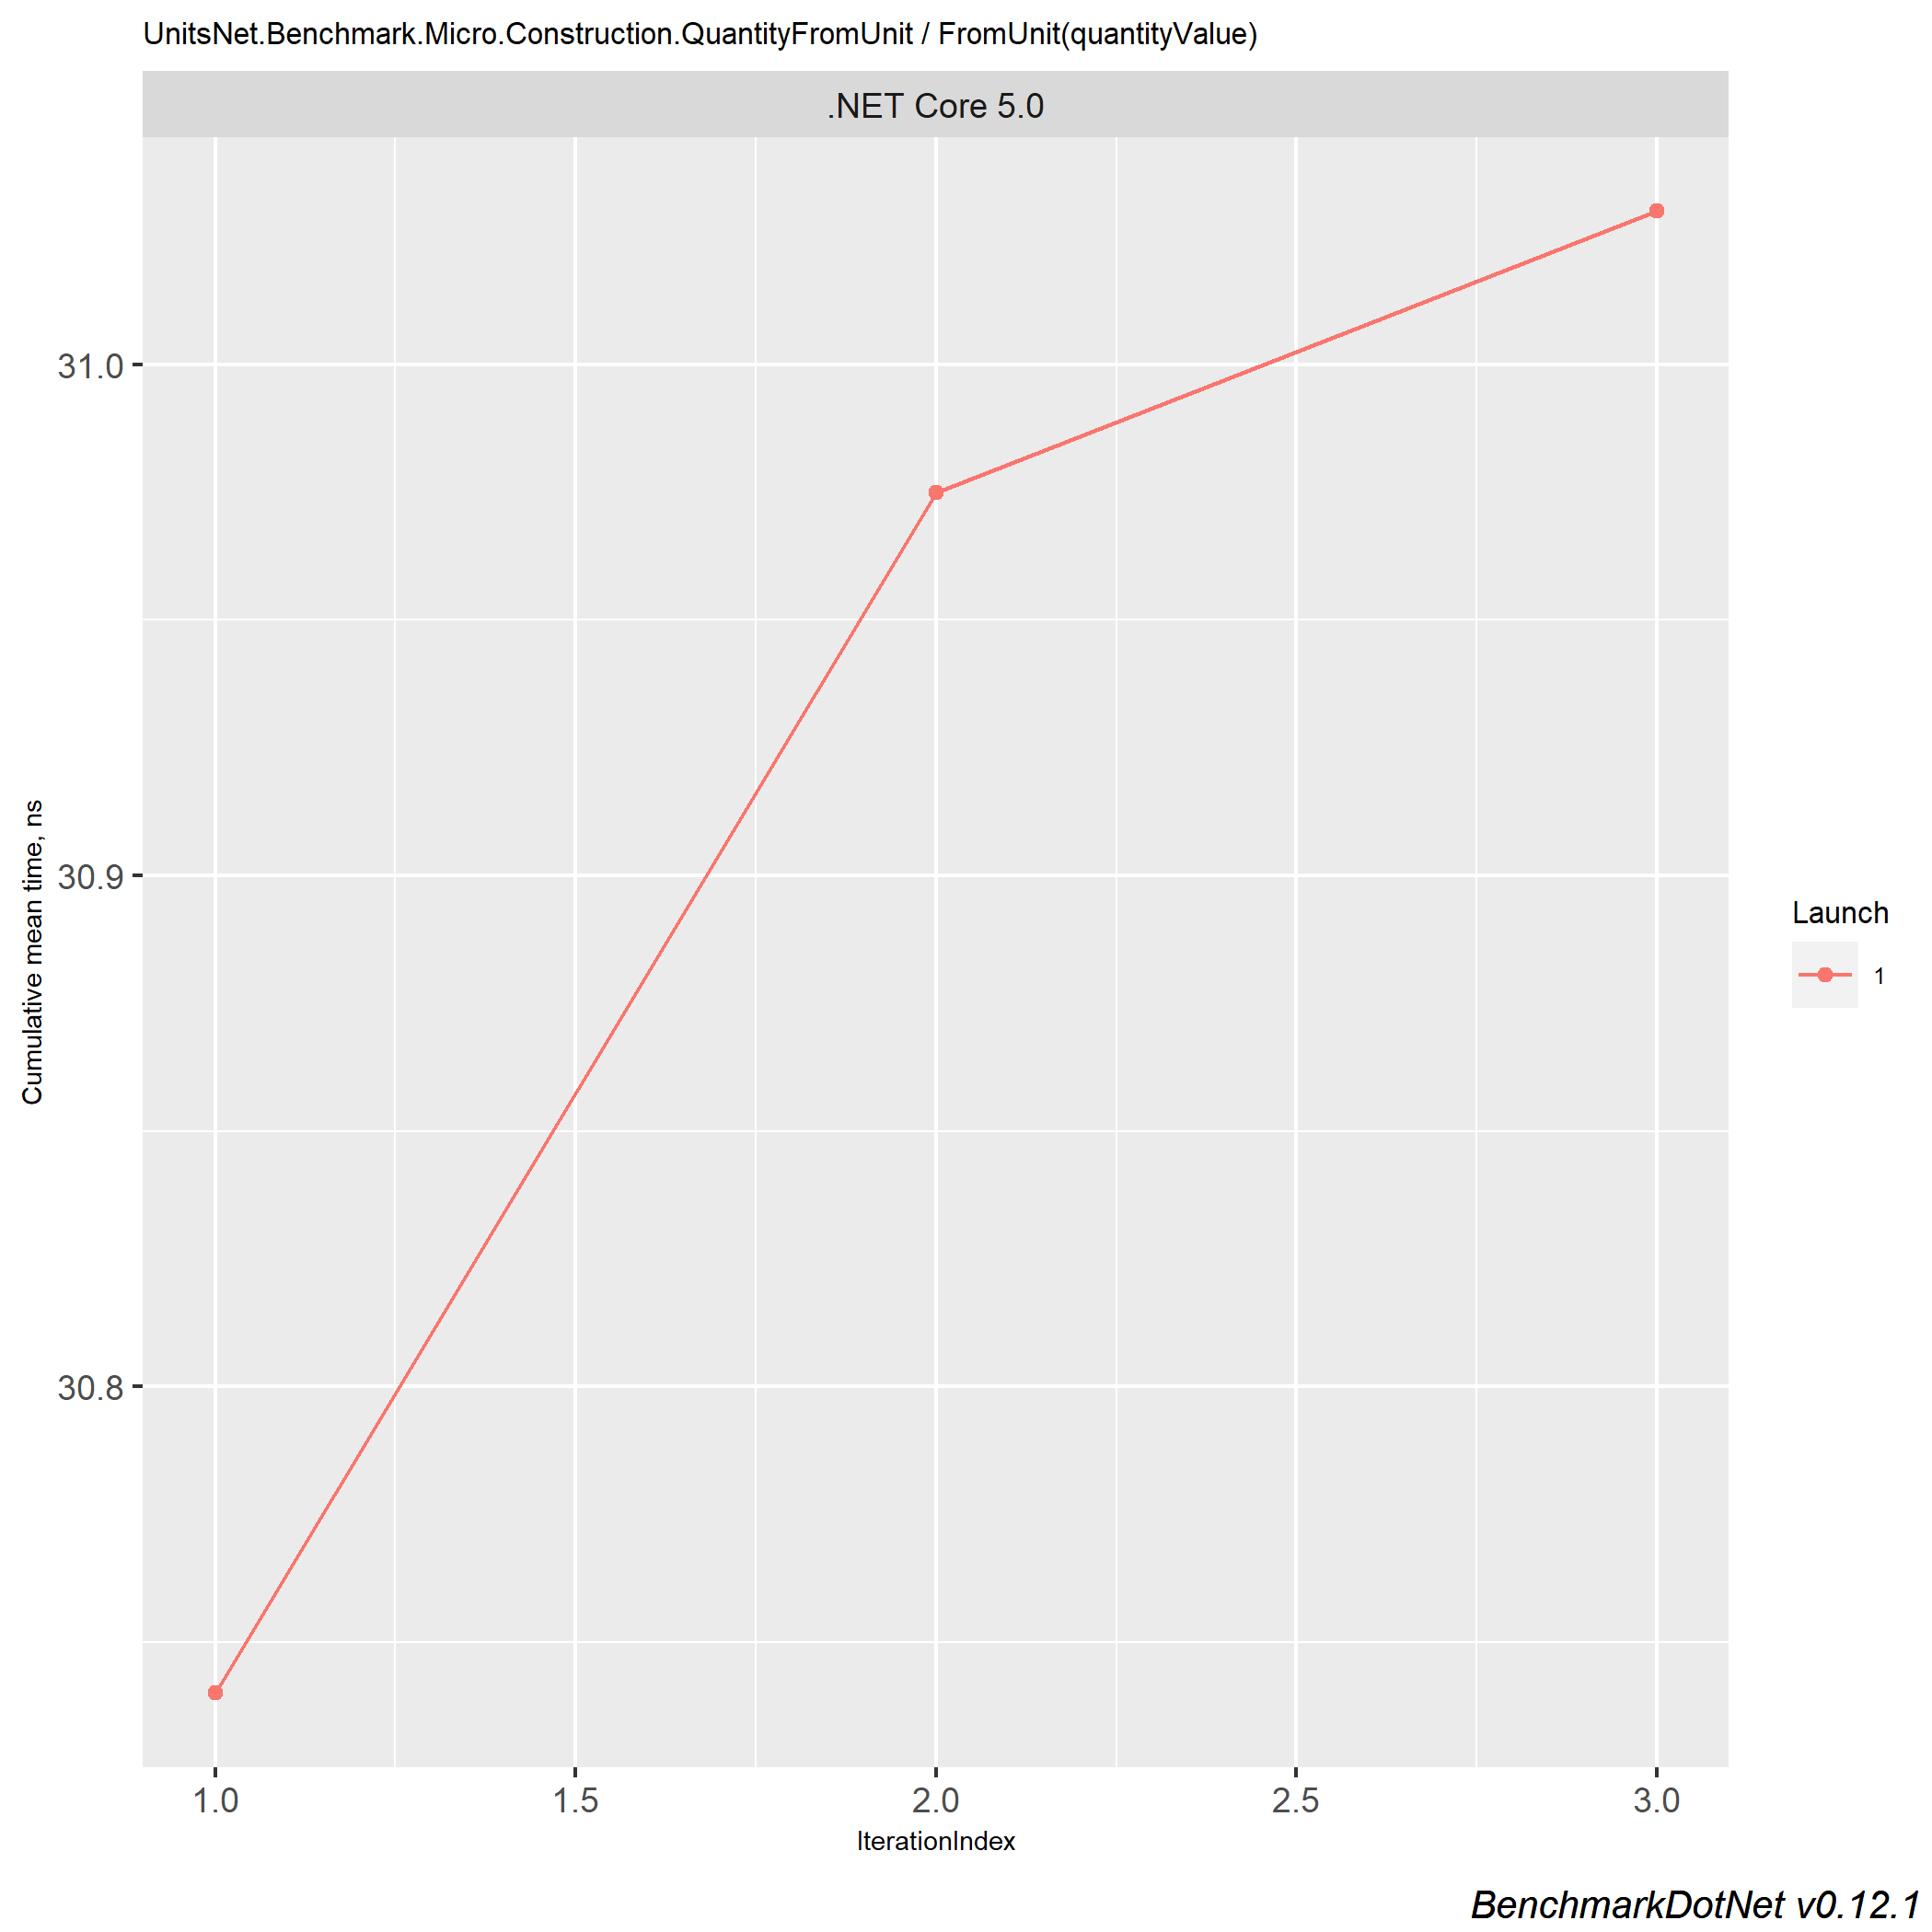 UnitsNet.Benchmark.Micro.Construction.QuantityFromUnit / FromUnit(quantityValue)
.NET Core 5.0
Cumulative mean time, ns
31.0
30.9
30.8
1.0 1.5 2.0 2.5 3.0
IterationIndex
Launch
1
BenchmarkDotNet v0.12.1